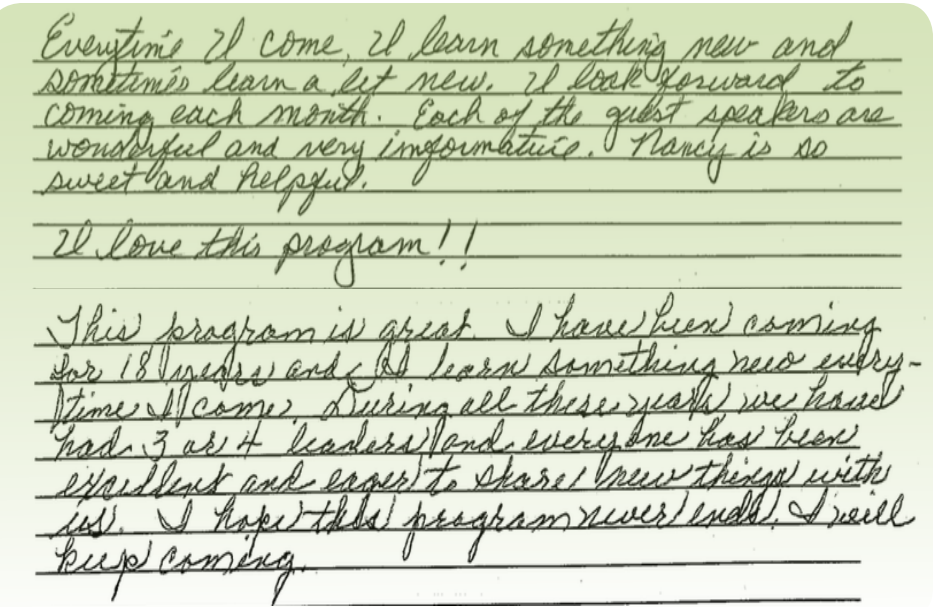 Everytime I come, I learn something new and
sometimes learn a lot new. I look forward to
coming each month. Each of the guest speakers are
wonderful and very imformative. Nancy is so
sweet and helpful.
I love this program!!
This program is great. I have been coming
for 18 years and I learn something new every-
time I come. During all these years we have
had 3 or 4 leaders and everyone has been
excellent and eager to share new things with
us. I hope this program never ends. I will
keep coming.